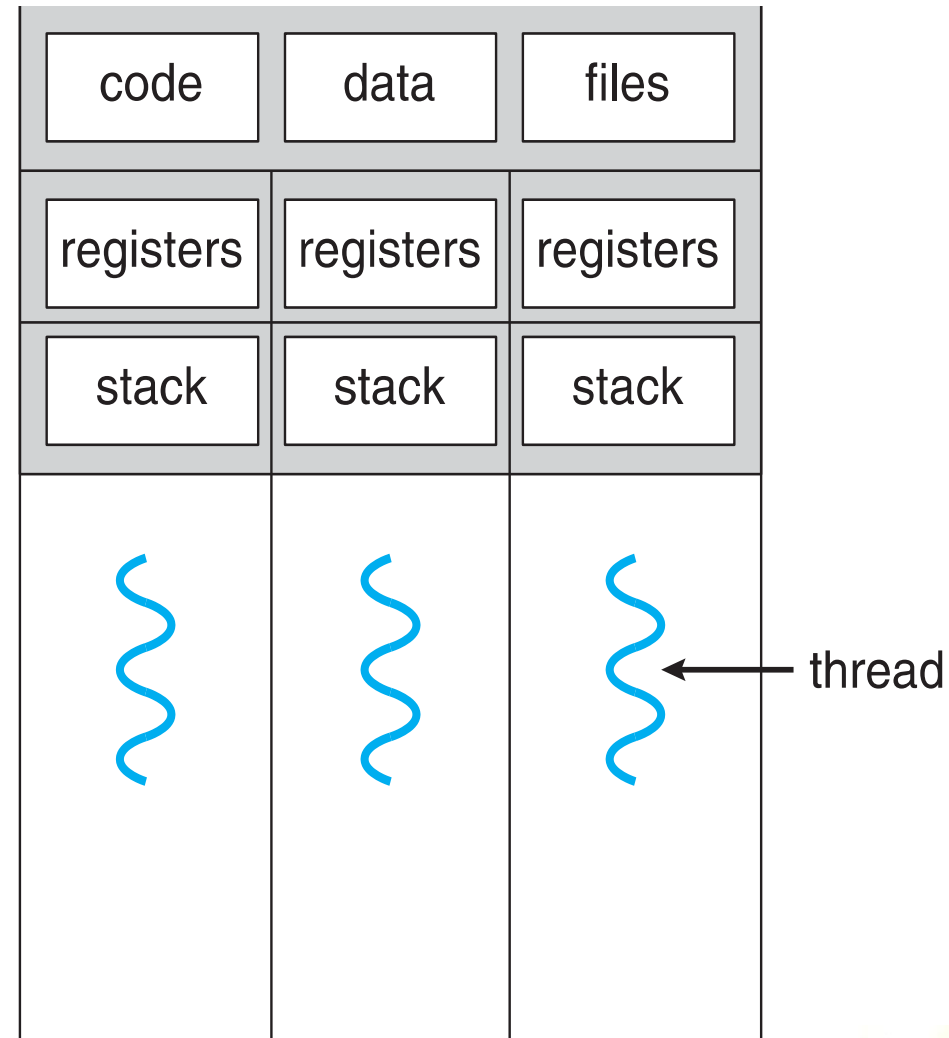 code data files
registers registers registers
stack stack stack
thread